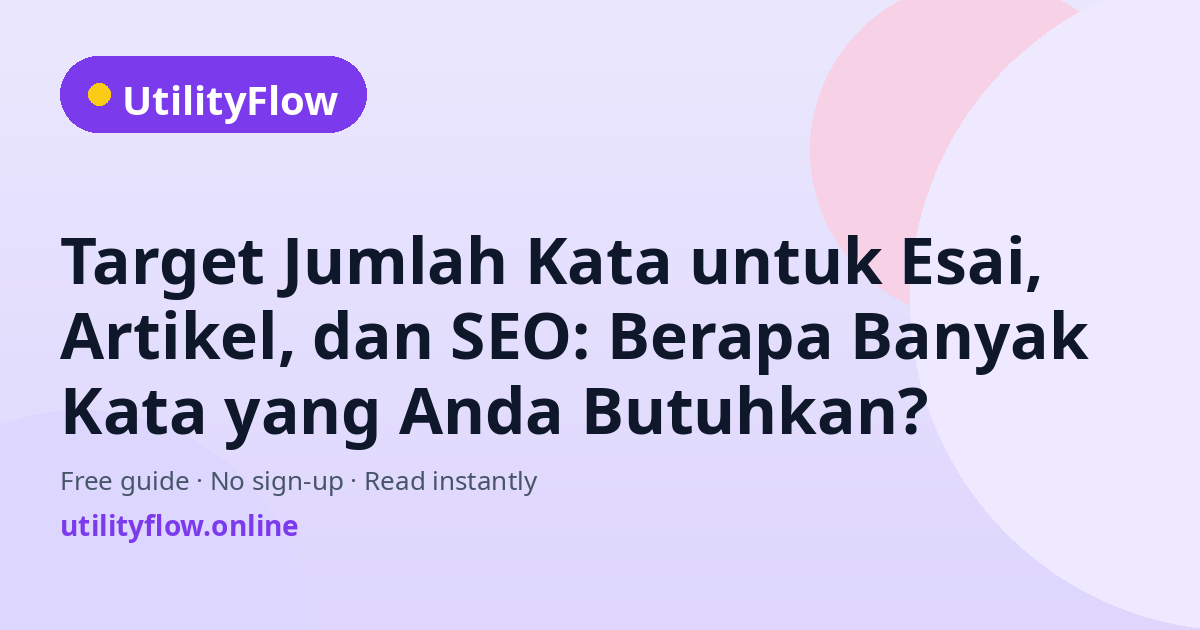 UtilityFlow
Target Jumlah Kata untuk Esai,
Artikel, dan SEO: Berapa Banyak
Kata yang Anda Butuhkan?
Free guide · No sign-up · Read instantly
utilityflow.online